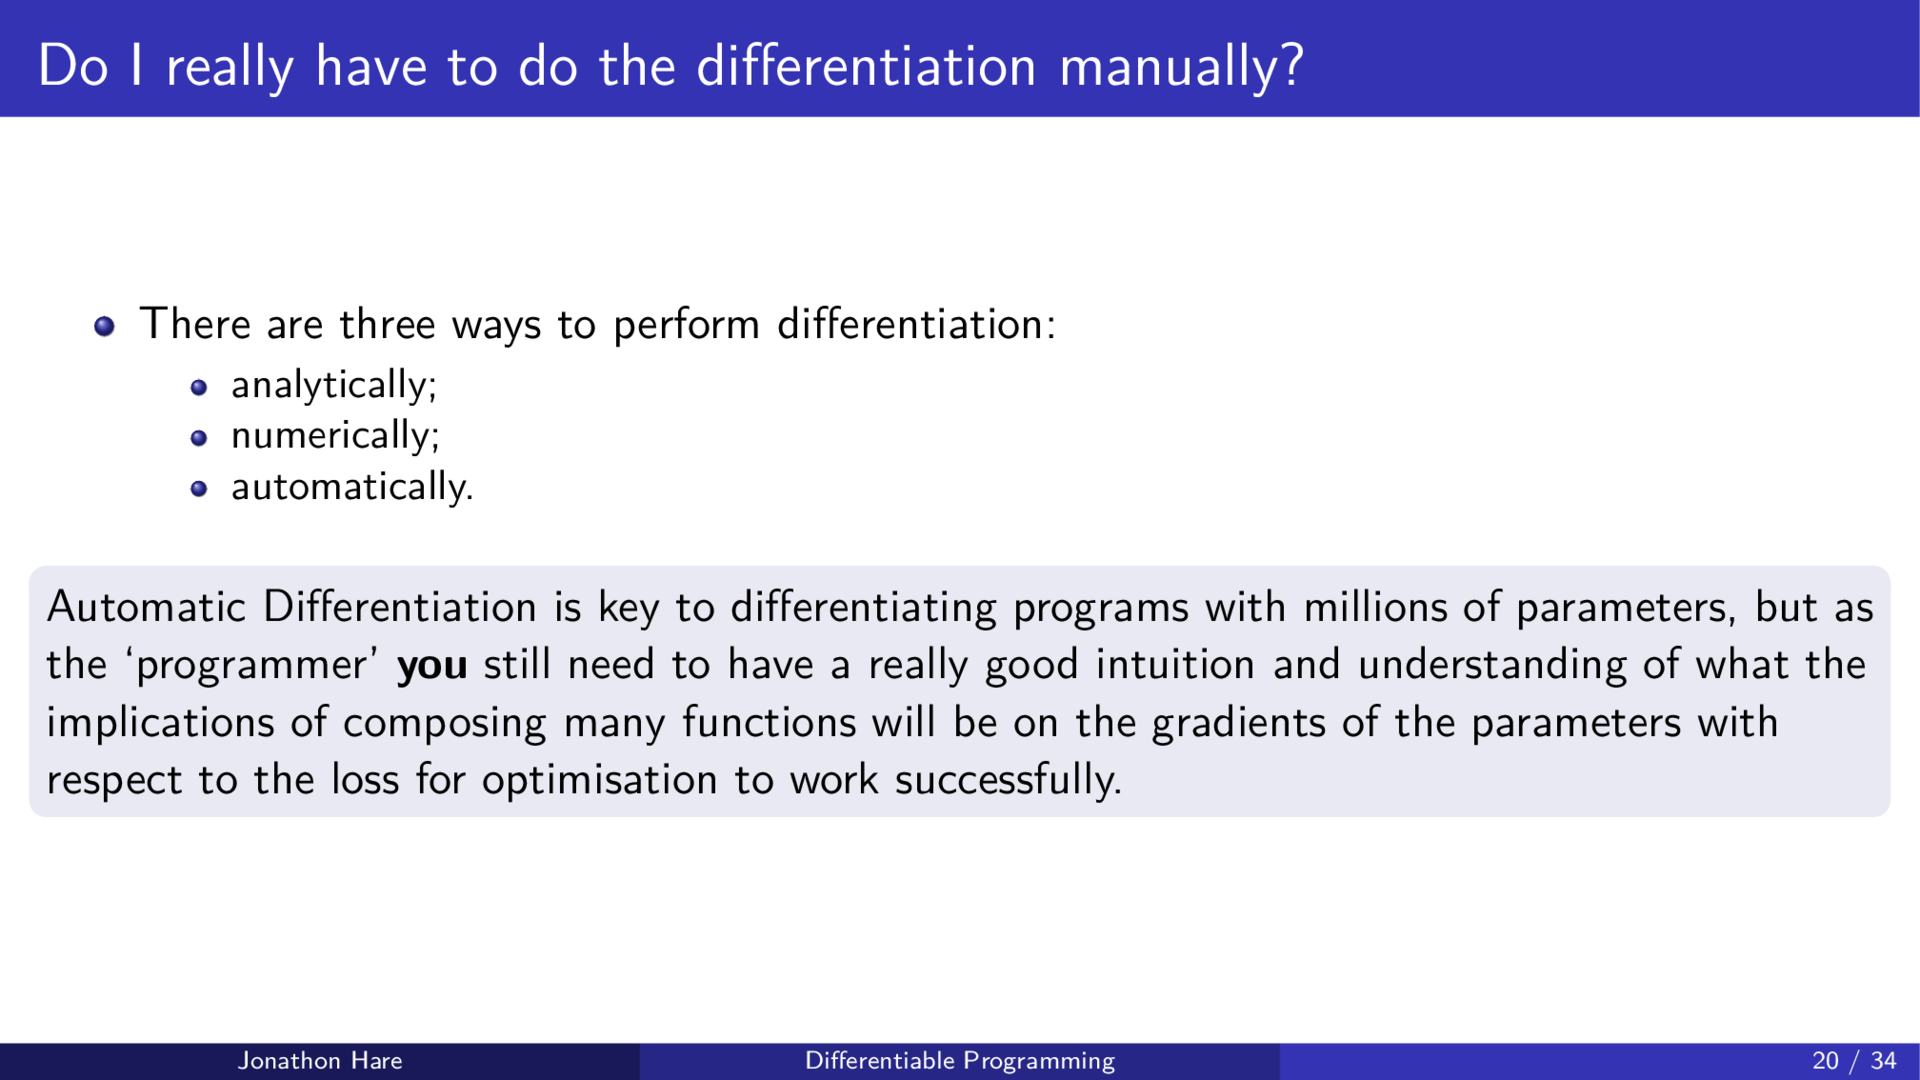 Do I really have to do the differentiation manually?
There are three ways to perform differentiation:
analytically;
numerically;
automatically.
Automatic Differentiation is key to differentiating programs with millions of parameters, but as
the ‘programmer’ you still need to have a really good intuition and understanding of what the
implications of composing many functions will be on the gradients of the parameters with
respect to the loss for optimisation to work successfully.
Jonathon Hare
Differentiable Programming
20 / 34